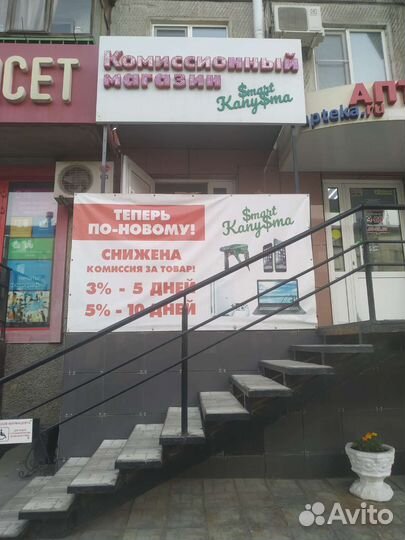 Комиссионный
магазин
$mart
Капу$та
СЕТ
АПТ
apteka.ru
ТЕПЕРЬ
ПО-НОВОМУ!
$mart
Капу$та
СНИЖЕНА
КОМИССИЯ ЗА ТОВАР!
3% - 5 ДНЕЙ
5% - 10 ДНЕЙ
Avito